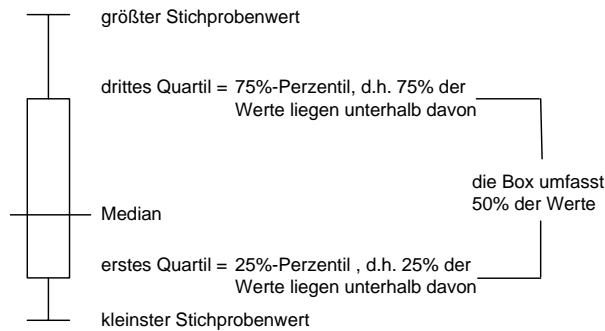 größter Stichprobenwert
drittes Quartil = 75%-Perzentil, d.h. 75% der
Werte liegen unterhalb davon
die Box umfasst
50% der Werte
Median
erstes Quartil = 25%-Perzentil , d.h. 25% der
Werte liegen unterhalb davon
kleinster Stichprobenwert